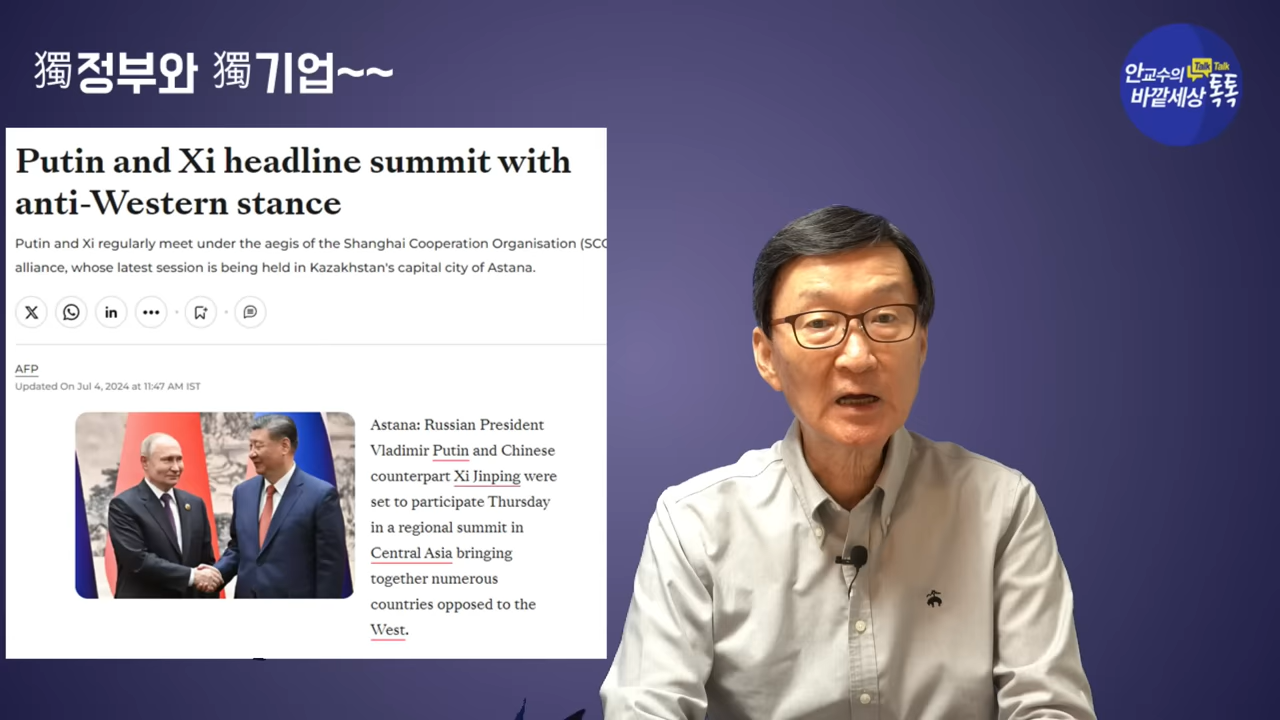 獨정부와 獨기업~~
안교수의
Talk Talk
바깥세상 톡톡
Putin and Xi headline summit with
anti-Western stance
Putin and Xi regularly meet under the aegis of the Shanghai Cooperation Organisation (SCO
alliance, whose latest session is being held in Kazakhstan's capital city of Astana.
AFP
Updated On Jul 4, 2024 at 11:47 AM IST
Astana: Russian President
Vladimir Putin and Chinese
counterpart Xi Jinping were
set to participate Thursday
in a regional summit in
Central Asia bringing
together numerous
countries opposed to the
West.